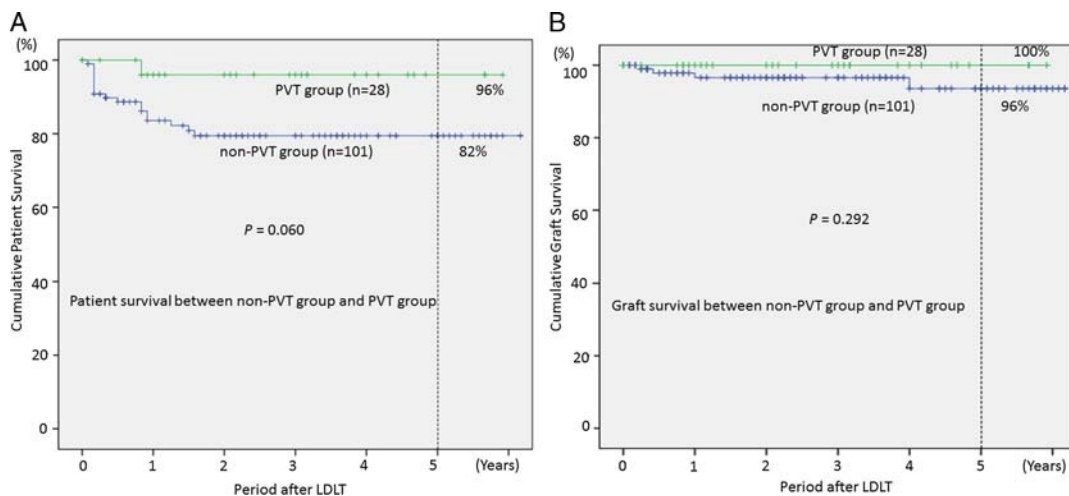 A
(%)
100
80
60
40
20
0
Cumulative Patient Survival
PVT group (n=28)
96%
non-PVT group (n=101)
82%
P = 0.060
Patient survival between non-PVT group and PVT group
0 1 2 3 4 5 (Years)
Period after LDLT
B
(%)
100
80
60
40
20
0
Cumulative Graft Survival
PVT group (n=28) 100%
non-PVT group (n=101) 96%
P = 0.292
Graft survival between non-PVT group and PVT group
0 1 2 3 4 5 (Years)
Period after LDLT